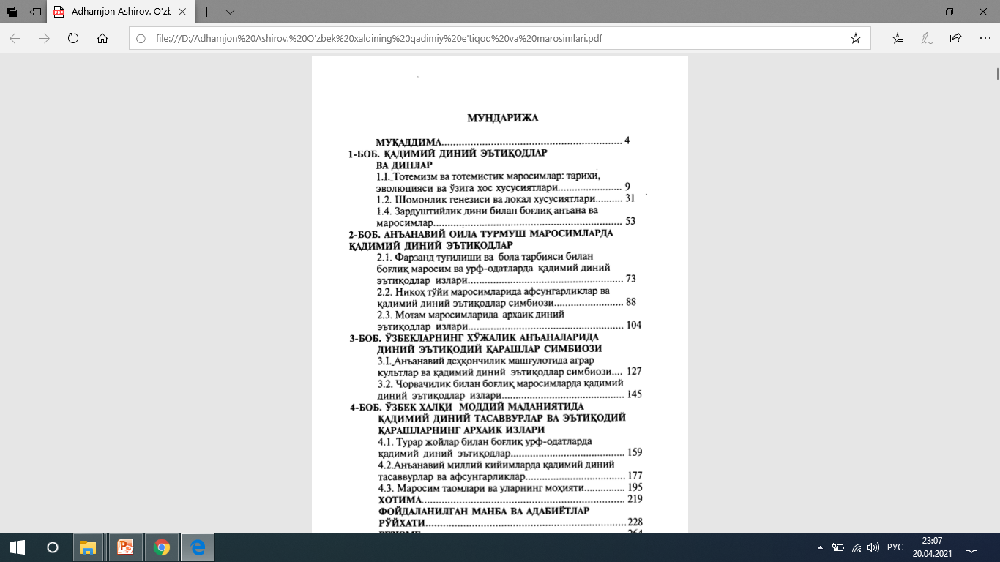 Adhamjon Ashirov. O'zb
file:///D:/Adhamjon%20Ashirov.%20O'zbek%20xalqining%20qadimiy%20e'tiqod%20va%20marosimlari.pdf
МУНДАРИЖА
МУҚАДДИМА................................................................ 4
1-БОБ. ҚАДИМИЙ ДИНИЙ ЭЪТИҚОДЛАР
ВА ДИНЛАР
1.I. Тотемизм ва тотемистик маросимлар: тарихи,
эволюцияси ва ўзига хос хусусиятлари....................... 9
1.2. Шомонлик генезиси ва локал хусусиятлари.......... 31
1.4. Зардуштийлик дини билан боғлиқ анъана ва
маросимлар................................................................... 53
2-БОБ. АНЪАНАВИЙ ОИЛА ТУРМУШ МАРОСИМЛАРДА
ҚАДИМИЙ ДИНИЙ ЭЪТИҚОДЛАР
2.1. Фарзанд туғилиши ва бола тарбияси билан
боғлиқ маросим ва урф-одатларда қадимий диний
эътиқодлар излари....................................................... 73
2.2. Никоҳ тўйи маросимларида афсунгарликлар ва
қадимий диний эътиқодлар симбиози......................... 88
2.3. Мотам маросимларида архаик диний
эътиқодлар излари....................................................... 104
3-БОБ. ЎЗБЕКЛАРНИНГ ХЎЖАЛИК АНЪАНАЛАРИДА
ДИНИЙ ЭЪТИҚОДИЙ ҚАРАШЛАР СИМБИОЗИ
3.I. Анъанавий деҳқончилик машғулотида аграр
культлар ва қадимий диний эътиқодлар симбиози.... 127
3.2. Чорвачилик билан боғлиқ маросимларда қадимий
диний эътиқодлар излари............................................ 145
4-БОБ. ЎЗБЕК ХАЛҚИ МОДДИЙ МАДАНИЯТИДА
ҚАДИМИЙ ДИНИЙ ТАСАВВУРЛАР ВА ЭЪТИҚОДИЙ
ҚАРАШЛАРНИНГ АРХАИК ИЗЛАРИ
4.1. Турар жойлар билан боғлиқ урф-одатларда
қадимий диний эътиқодлар......................................... 159
4.2.Анъанавий миллий кийимларда қадимий диний
тасаввурлар ва афсунгарликлар................................... 177
4.3. Маросим таомлари ва уларнинг моҳияти.............. 195
ХОТИМА........................................................................ 219
ФОЙДАЛАНИЛГАН МАНБА ВА АДАБИЁТЛАР
РЎЙХАТИ....................................................................... 228
РУС
23:07
20.04.2021